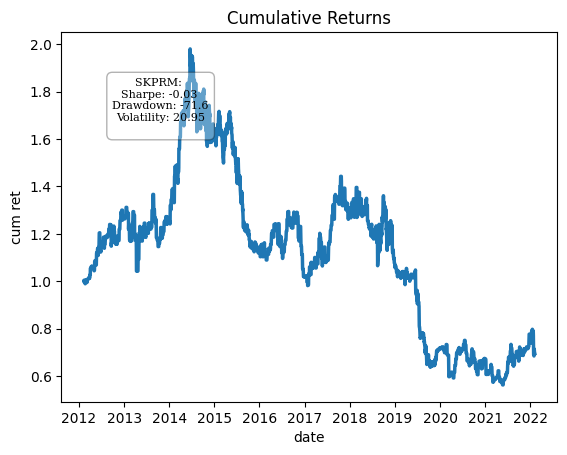 Cumulative Returns
SKPRM:
Sharpe: -0.03
Drawdown: -71.6
Volatility: 20.95
cum ret
2.0
1.8
1.6
1.4
1.2
1.0
0.8
0.6
2012 2013 2014 2015 2016 2017 2018 2019 2020 2021 2022
date